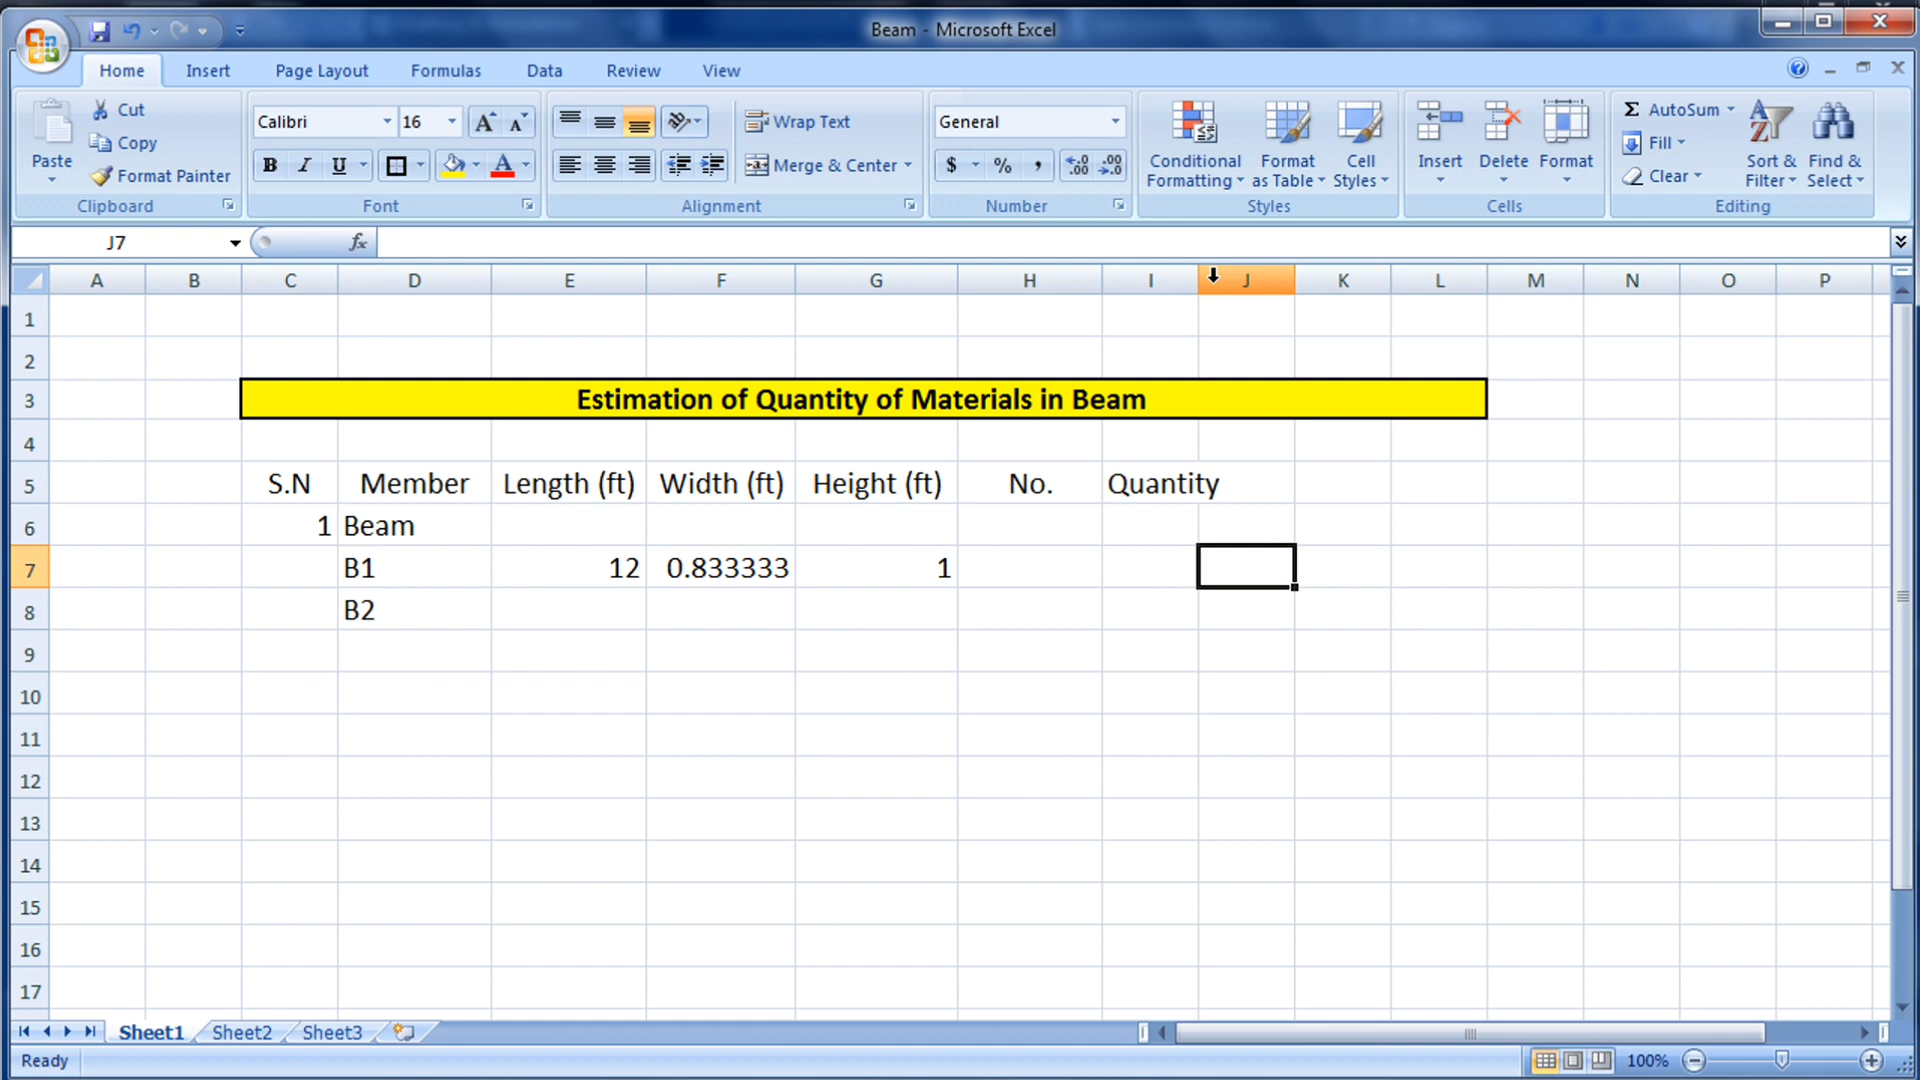 Beam - Microsoft Excel
Home Insert Page Layout Formulas Data Review View
Paste Cut Copy Format Painter Clipboard
Calibri 16 B I U A Font
Wrap Text Merge & Center Alignment
General $ % , Number
Conditional Formatting Format as Table Cell Styles Styles
Insert Delete Format Cells
Σ AutoSum Fill Clear Sort & Filter Find & Select Editing
J7 fx
A B C D E F G H I J K L M N O P
1
2
3 Estimation of Quantity of Materials in Beam
4
5 S.N Member Length (ft) Width (ft) Height (ft) No. Quantity
6 1 Beam
7 B1 12 0.833333 1
8 B2
9
10
11
12
13
14
15
16
17
Sheet1 Sheet2 Sheet3
Ready 100%